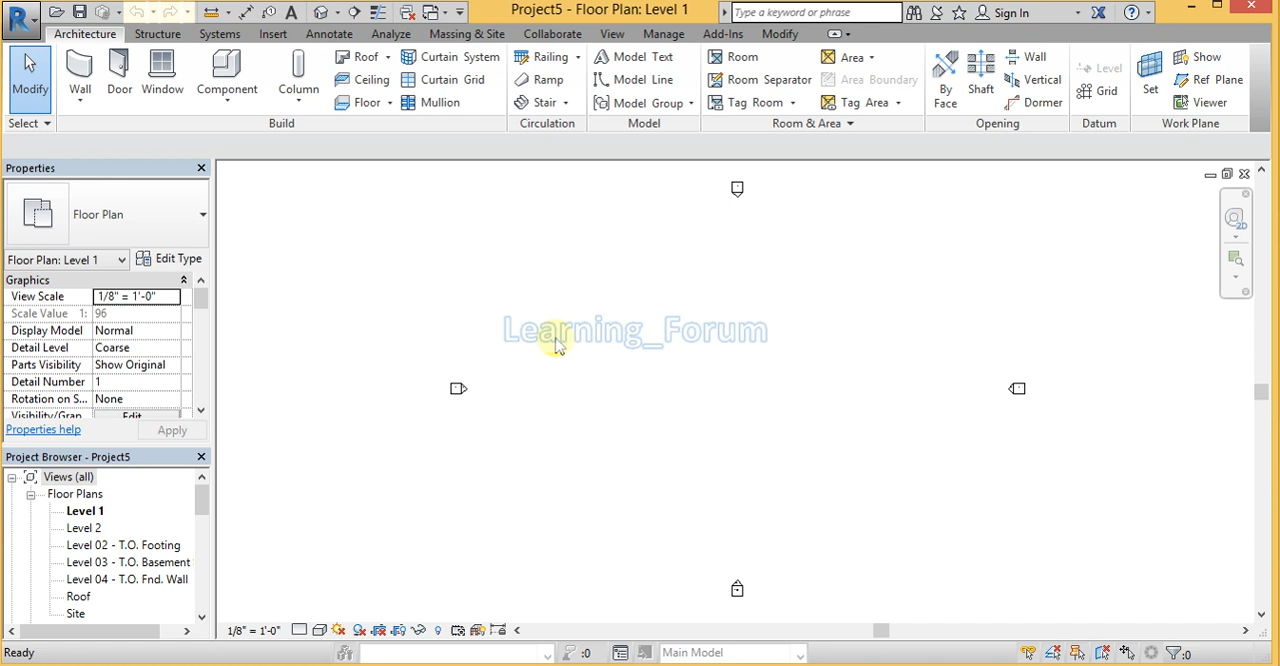 Project5 - Floor Plan: Level 1
Type a keyword or phrase
Sign In
Architecture Structure Systems Insert Annotate Analyze Massing & Site Collaborate View Manage Add-Ins Modify
Modify
Wall
Door
Window
Component
Column
Roof
Ceiling
Floor
Curtain System
Curtain Grid
Mullion
Railing
Ramp
Stair
Model Text
Model Line
Model Group
Room
Room Separator
Tag Room
Area
Area Boundary
Tag Area
By Face
Shaft
Wall
Vertical
Dormer
Level
Grid
Set
Show
Ref Plane
Viewer
Select Build Circulation Model Room & Area Opening Datum Work Plane
Properties
Floor Plan
Floor Plan: Level 1
Edit Type
Graphics
View Scale 1/8" = 1'-0"
Scale Value 1: 96
Display Model Normal
Detail Level Coarse
Parts Visibility Show Original
Detail Number 1
Rotation on S... None
Visibility/Grap Edit
Properties help
Apply
Project Browser - Project5
Views (all)
Floor Plans
Level 1
Level 2
Level 02 - T.O. Footing
Level 03 - T.O. Basement
Level 04 - T.O. Fnd. Wall
Roof
Site
Learning_Forum
2D
1/8" = 1'-0"
Ready
:0
Main Model
:0